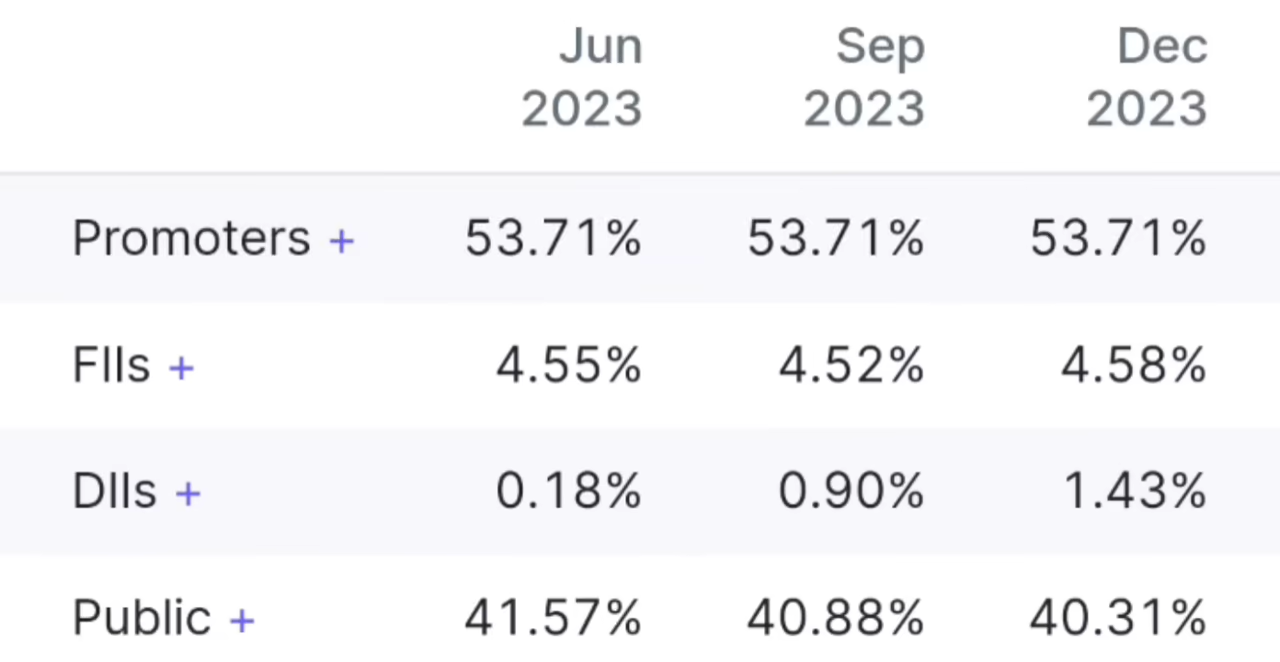 Jun Sep Dec
2023 2023 2023
Promoters + 53.71% 53.71% 53.71%
FIIs + 4.55% 4.52% 4.58%
DIIs + 0.18% 0.90% 1.43%
Public + 41.57% 40.88% 40.31%